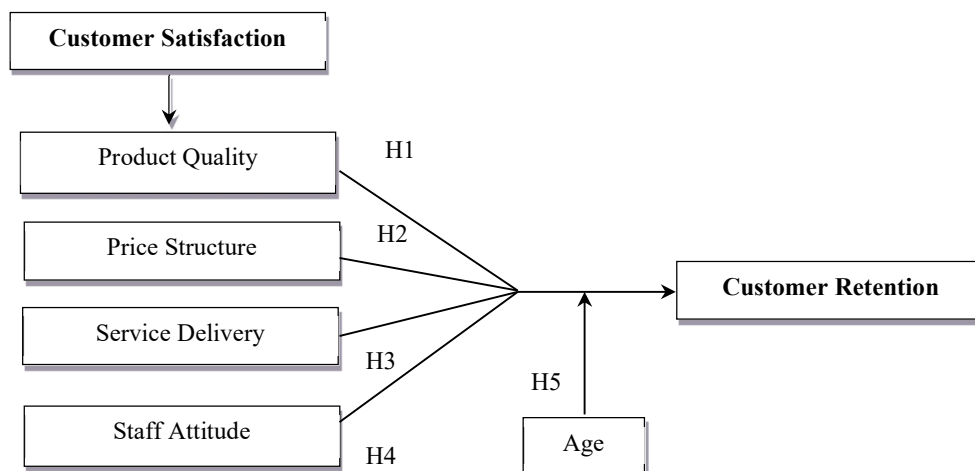 Customer Satisfaction
Product Quality
H1
Price Structure
H2
Customer Retention
Service Delivery
H3
H5
Staff Attitude
H4
Age